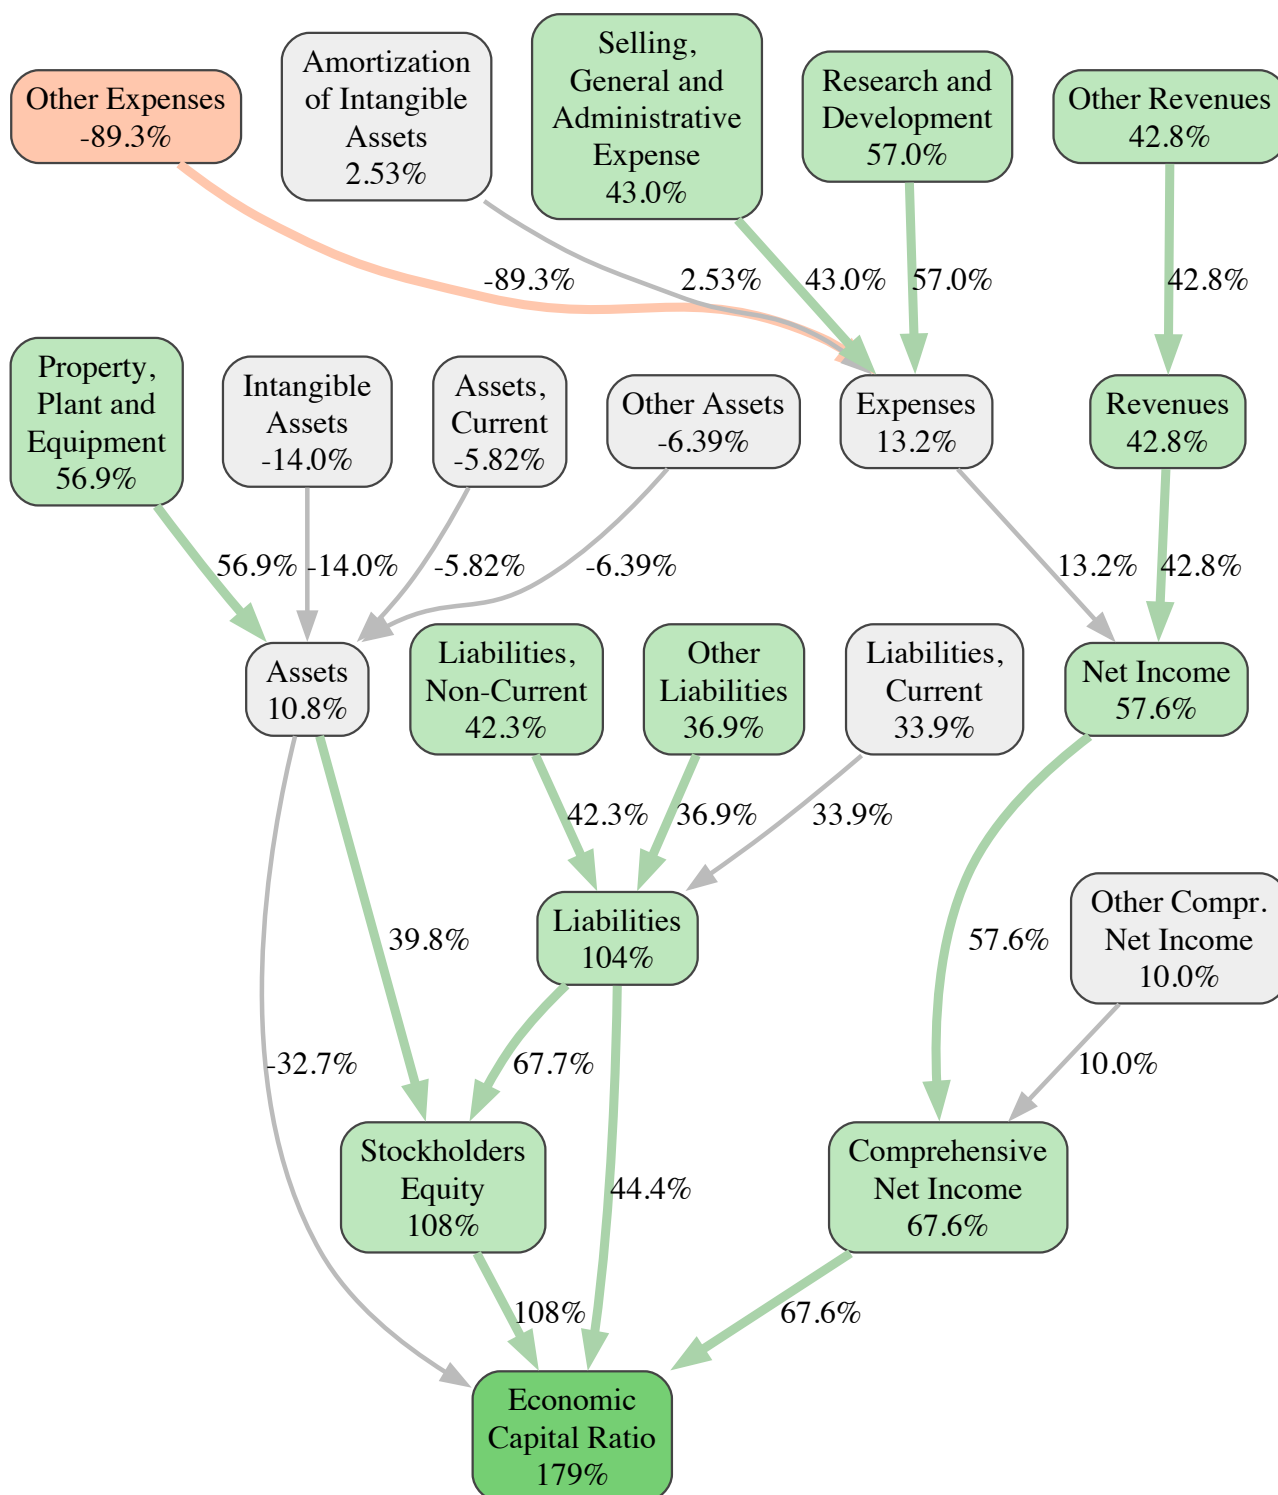 Other Expenses
-89.3%
Amortization
of Intangible
Assets
2.53%
Selling,
General and
Administrative
Expense
43.0%
Research and
Development
57.0%
Other Revenues
42.8%
-89.3%
2.53%
43.0%
57.0%
42.8%
Property,
Plant and
Equipment
56.9%
Intangible
Assets
-14.0%
Assets,
Current
-5.82%
Other Assets
-6.39%
Expenses
13.2%
Revenues
42.8%
56.9%
-14.0%
-5.82%
-6.39%
13.2%
42.8%
Assets
10.8%
Liabilities,
Non-Current
42.3%
Other
Liabilities
36.9%
Liabilities,
Current
33.9%
Net Income
57.6%
42.3%
36.9%
33.9%
Liabilities
104%
39.8%
57.6%
Other Compr.
Net Income
10.0%
-32.7%
67.7%
10.0%
Stockholders
Equity
108%
44.4%
Comprehensive
Net Income
67.6%
108%
67.6%
Economic
Capital Ratio
179%